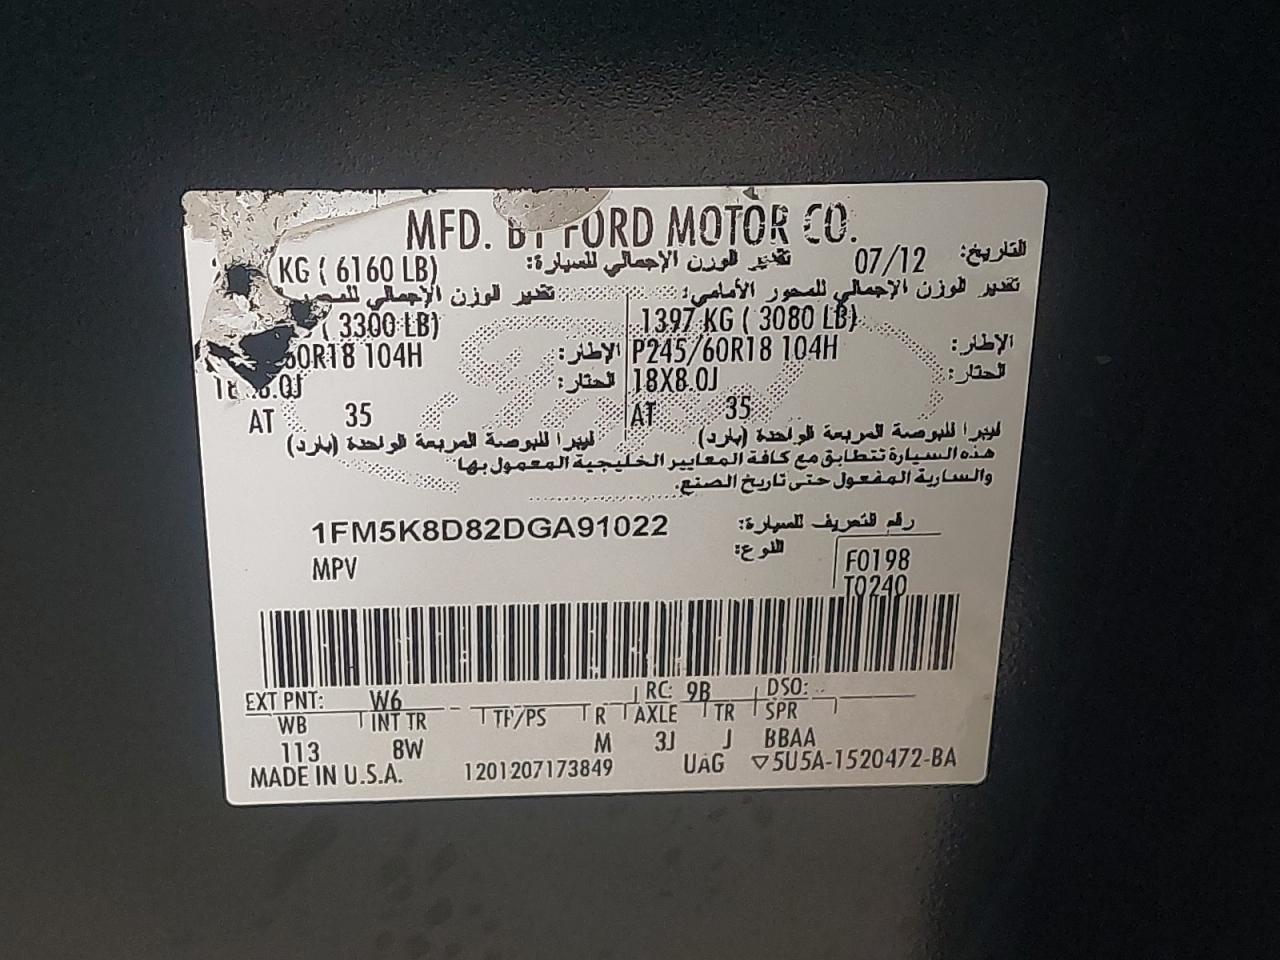 MFD. BY FORD MOTOR CO.
التاريخ: 07/12 تقدير الوزن الإجمالي للسيارة: KG ( 6160 LB)
تقدير الوزن الإجمالي للمحور الأمامي: تقدير الوزن الإجمالي
1397 KG ( 3080 LB) ( 3300 LB)
الإطار: P245/60R18 104H الإطار: 60R18 104H
الحتار: 18X8.0J الحتار:
AT 35 AT 35
ليبرا للبوصة المربعة الواحدة (بارد) ليبرا للبوصة المربعة الواحدة (بارد)
هذه السيارة تتطابق مع كافة المعايير الخليجية المعمول بها
والسارية المفعول حتى تاريخ الصنع.
رقم التعريف للسيارة: 1FM5K8D82DGA91022
النوع: MPV
F0198
T0240
EXT PNT: W6 RC: 9B DSO:
WB INT TR TP/PS R AXLE TR SPR
113 8W M 3J J BBAA
MADE IN U.S.A. 1201207173849 UAG ▽5U5A-1520472-BA